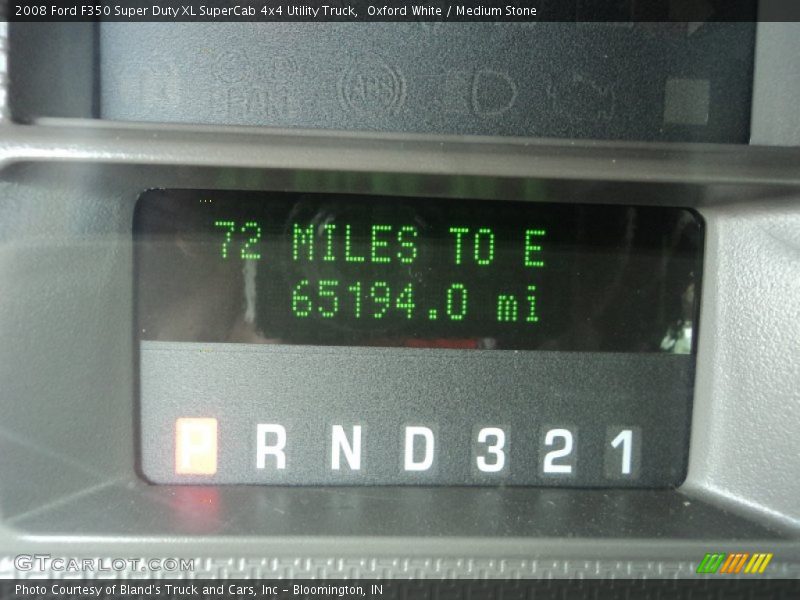 2008 Ford F350 Super Duty XL SuperCab 4x4 Utility Truck,  Oxford White / Medium Stone
ABS
72 MILES TO E
65194.0 mi
P R N D 3 2 1
GTCARLOT.COM
Photo Courtesy of Bland's Truck and Cars, Inc - Bloomington, IN